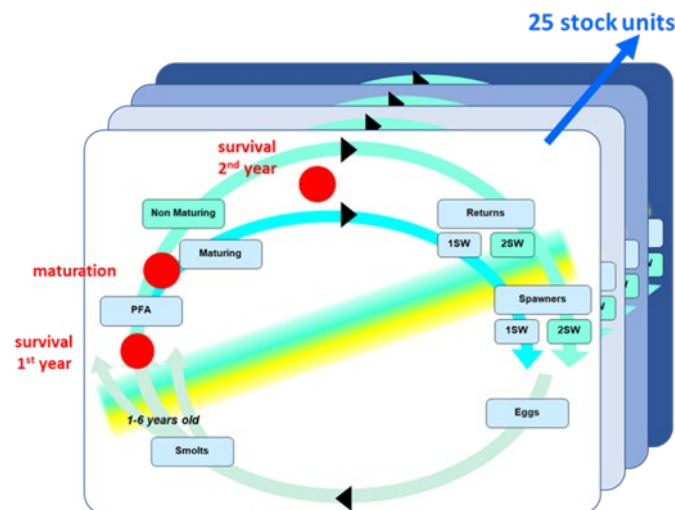 25 stock units
survival
2nd year
Non Maturing
Returns
Maturing
1SW
2SW
maturation
PFA
Spawners
1SW
2SW
survival
1st year
1-6 years old
Eggs
Smolts